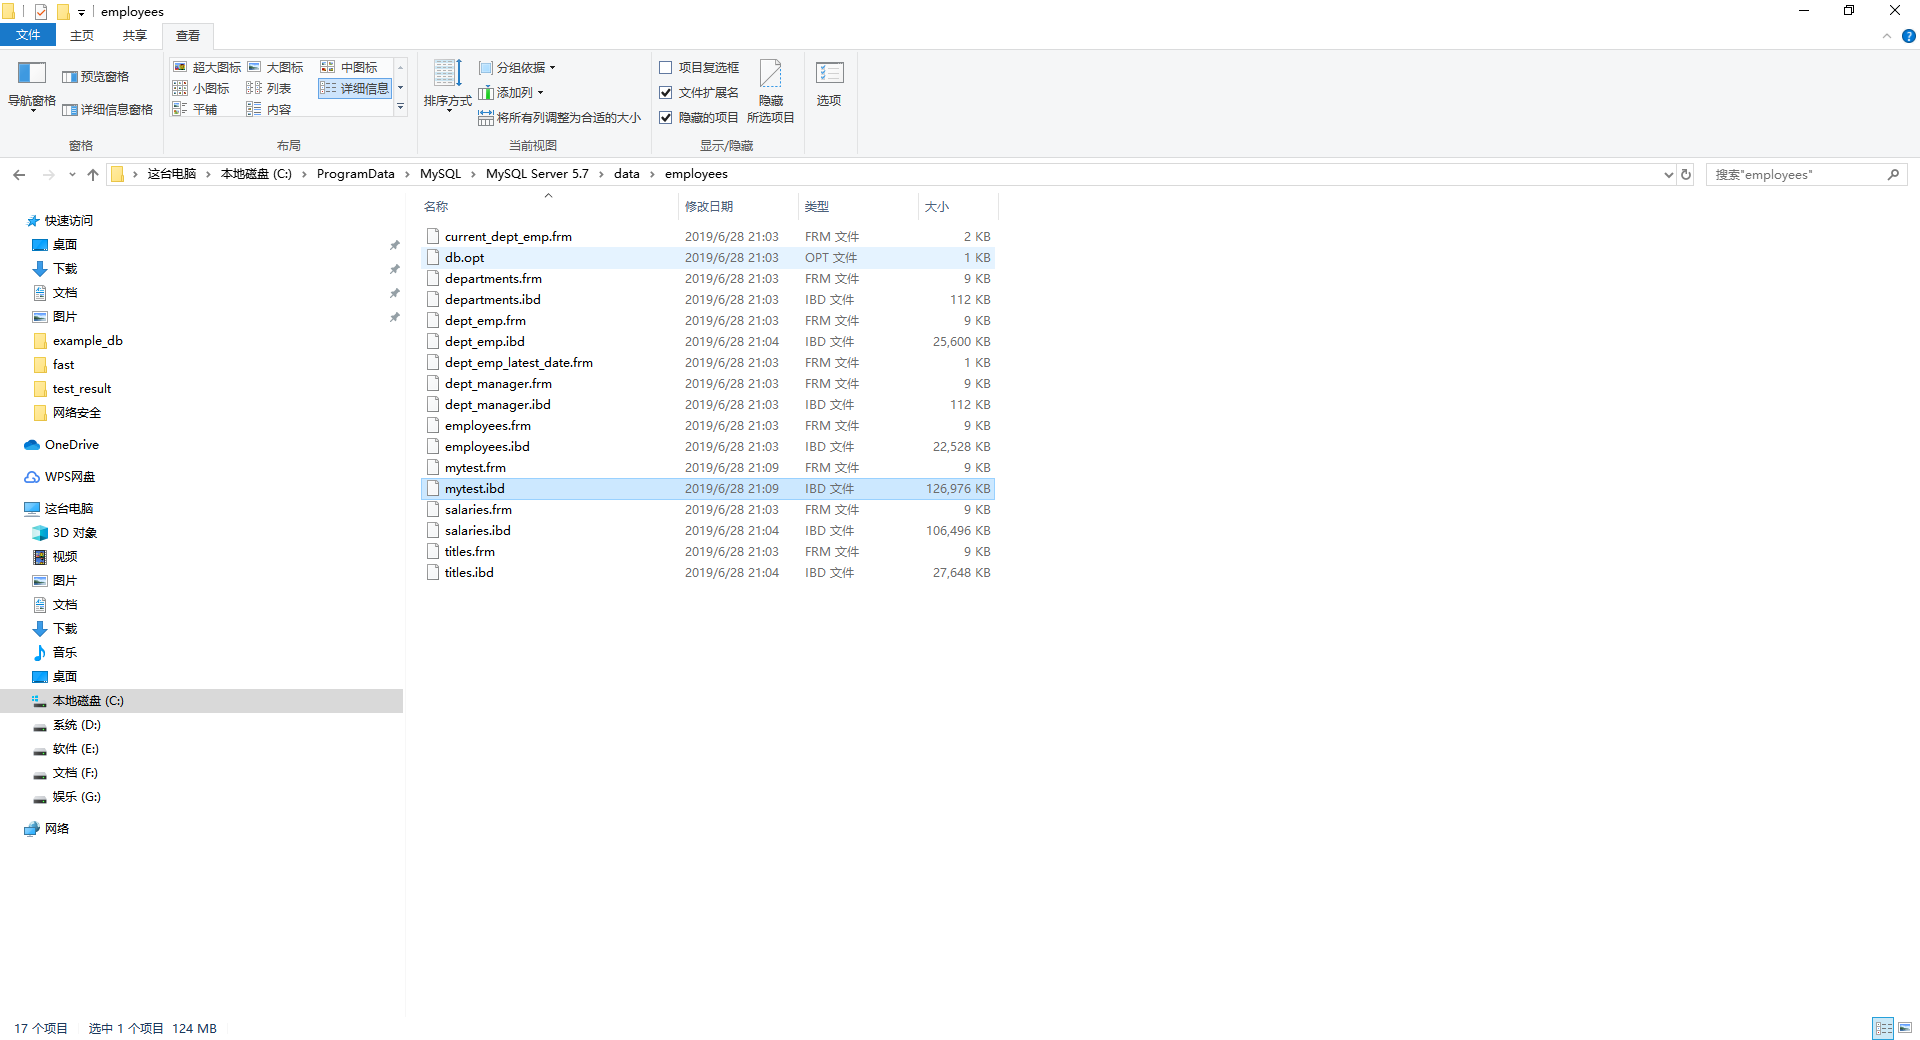 employees
文件 主页 共享 查看
导航窗格
预览窗格
详细信息窗格
窗格
超大图标 大图标 中图标
小图标 列表 详细信息
平铺 内容
布局
排序方式
分组依据
添加列
将所有列调整为合适的大小
当前视图
项目复选框
文件扩展名
隐藏的项目
隐藏
所选项目
显示/隐藏
选项
这台电脑 本地磁盘 (C:) ProgramData MySQL MySQL Server 5.7 data employees
搜索"employees"
快速访问
桌面
下载
文档
图片
example_db
fast
test_result
网络安全
OneDrive
WPS网盘
这台电脑
3D 对象
视频
图片
文档
下载
音乐
桌面
本地磁盘 (C:)
系统 (D:)
软件 (E:)
文档 (F:)
娱乐 (G:)
网络
名称 修改日期 类型 大小
current_dept_emp.frm 2019/6/28 21:03 FRM 文件 2 KB
db.opt 2019/6/28 21:03 OPT 文件 1 KB
departments.frm 2019/6/28 21:03 FRM 文件 9 KB
departments.ibd 2019/6/28 21:03 IBD 文件 112 KB
dept_emp.frm 2019/6/28 21:03 FRM 文件 9 KB
dept_emp.ibd 2019/6/28 21:04 IBD 文件 25,600 KB
dept_emp_latest_date.frm 2019/6/28 21:03 FRM 文件 1 KB
dept_manager.frm 2019/6/28 21:03 FRM 文件 9 KB
dept_manager.ibd 2019/6/28 21:03 IBD 文件 112 KB
employees.frm 2019/6/28 21:03 FRM 文件 9 KB
employees.ibd 2019/6/28 21:03 IBD 文件 22,528 KB
mytest.frm 2019/6/28 21:09 FRM 文件 9 KB
mytest.ibd 2019/6/28 21:09 IBD 文件 126,976 KB
salaries.frm 2019/6/28 21:03 FRM 文件 9 KB
salaries.ibd 2019/6/28 21:04 IBD 文件 106,496 KB
titles.frm 2019/6/28 21:03 FRM 文件 9 KB
titles.ibd 2019/6/28 21:04 IBD 文件 27,648 KB
17 个项目 选中 1 个项目 124 MB